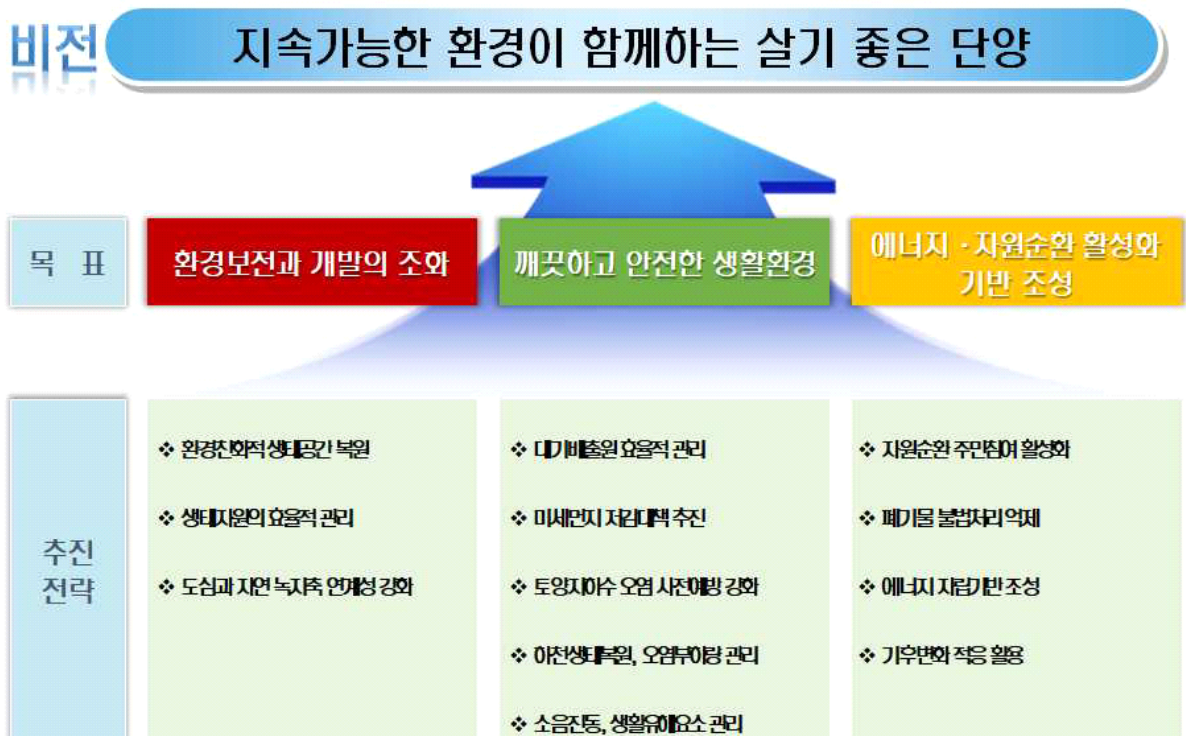 비전
지속가능한 환경이 함께하는 살기 좋은 단양
목 표
환경보전과 개발의 조화
깨끗하고 안전한 생활환경
에너지 · 자원순환 활성화
기반 조성
추진
전략
❖ 환경친화적 생태공간 복원
❖ 생태자원의 효율적 관리
❖ 도심과 자연 녹지축 연계성 강화
❖ 대기배출원 효율적 관리
❖ 미세먼지 저감대책 추진
❖ 토양지하수 오염 사전예방 강화
❖ 하천생태복원, 오염부하량 관리
❖ 소음진동, 생활유해요소 관리
❖ 자원순환 주민참여 활성화
❖ 폐기물 불법처리 억제
❖ 에너지 자립기반 조성
❖ 기후변화 적응 활용